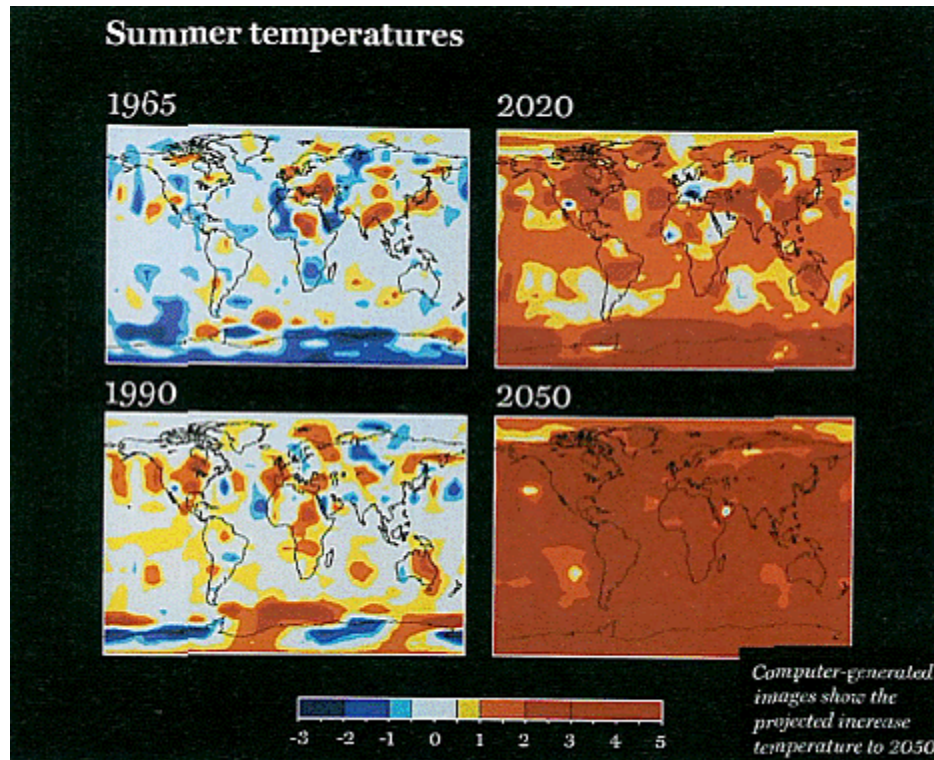 Summer temperatures
1965
2020
1990
2050
-3 -2 -1 0 1 2 3 5
Computer-generated
images show the
projected increase
temperature to 2050